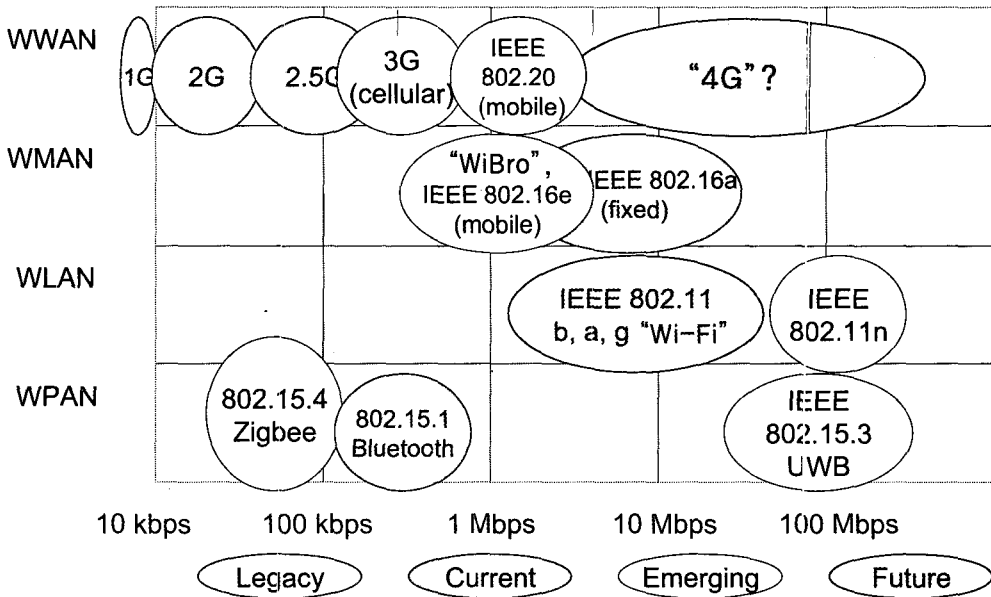 WWAN
1G
2G
2.5G
3G
(cellular)
IEEE
802.20
(mobile)
“4G”?
WMAN
“WiBro”,
IEEE 802.16e
(mobile)
IEEE 802.16a
(fixed)
WLAN
IEEE 802.11
b, a, g “Wi-Fi”
IEEE
802.11n
WPAN
802.15.4
Zigbee
802.15.1
Bluetooth
IEEE
802.15.3
UWB
10 kbps 100 kbps 1 Mbps 10 Mbps 100 Mbps
Legacy Current Emerging Future